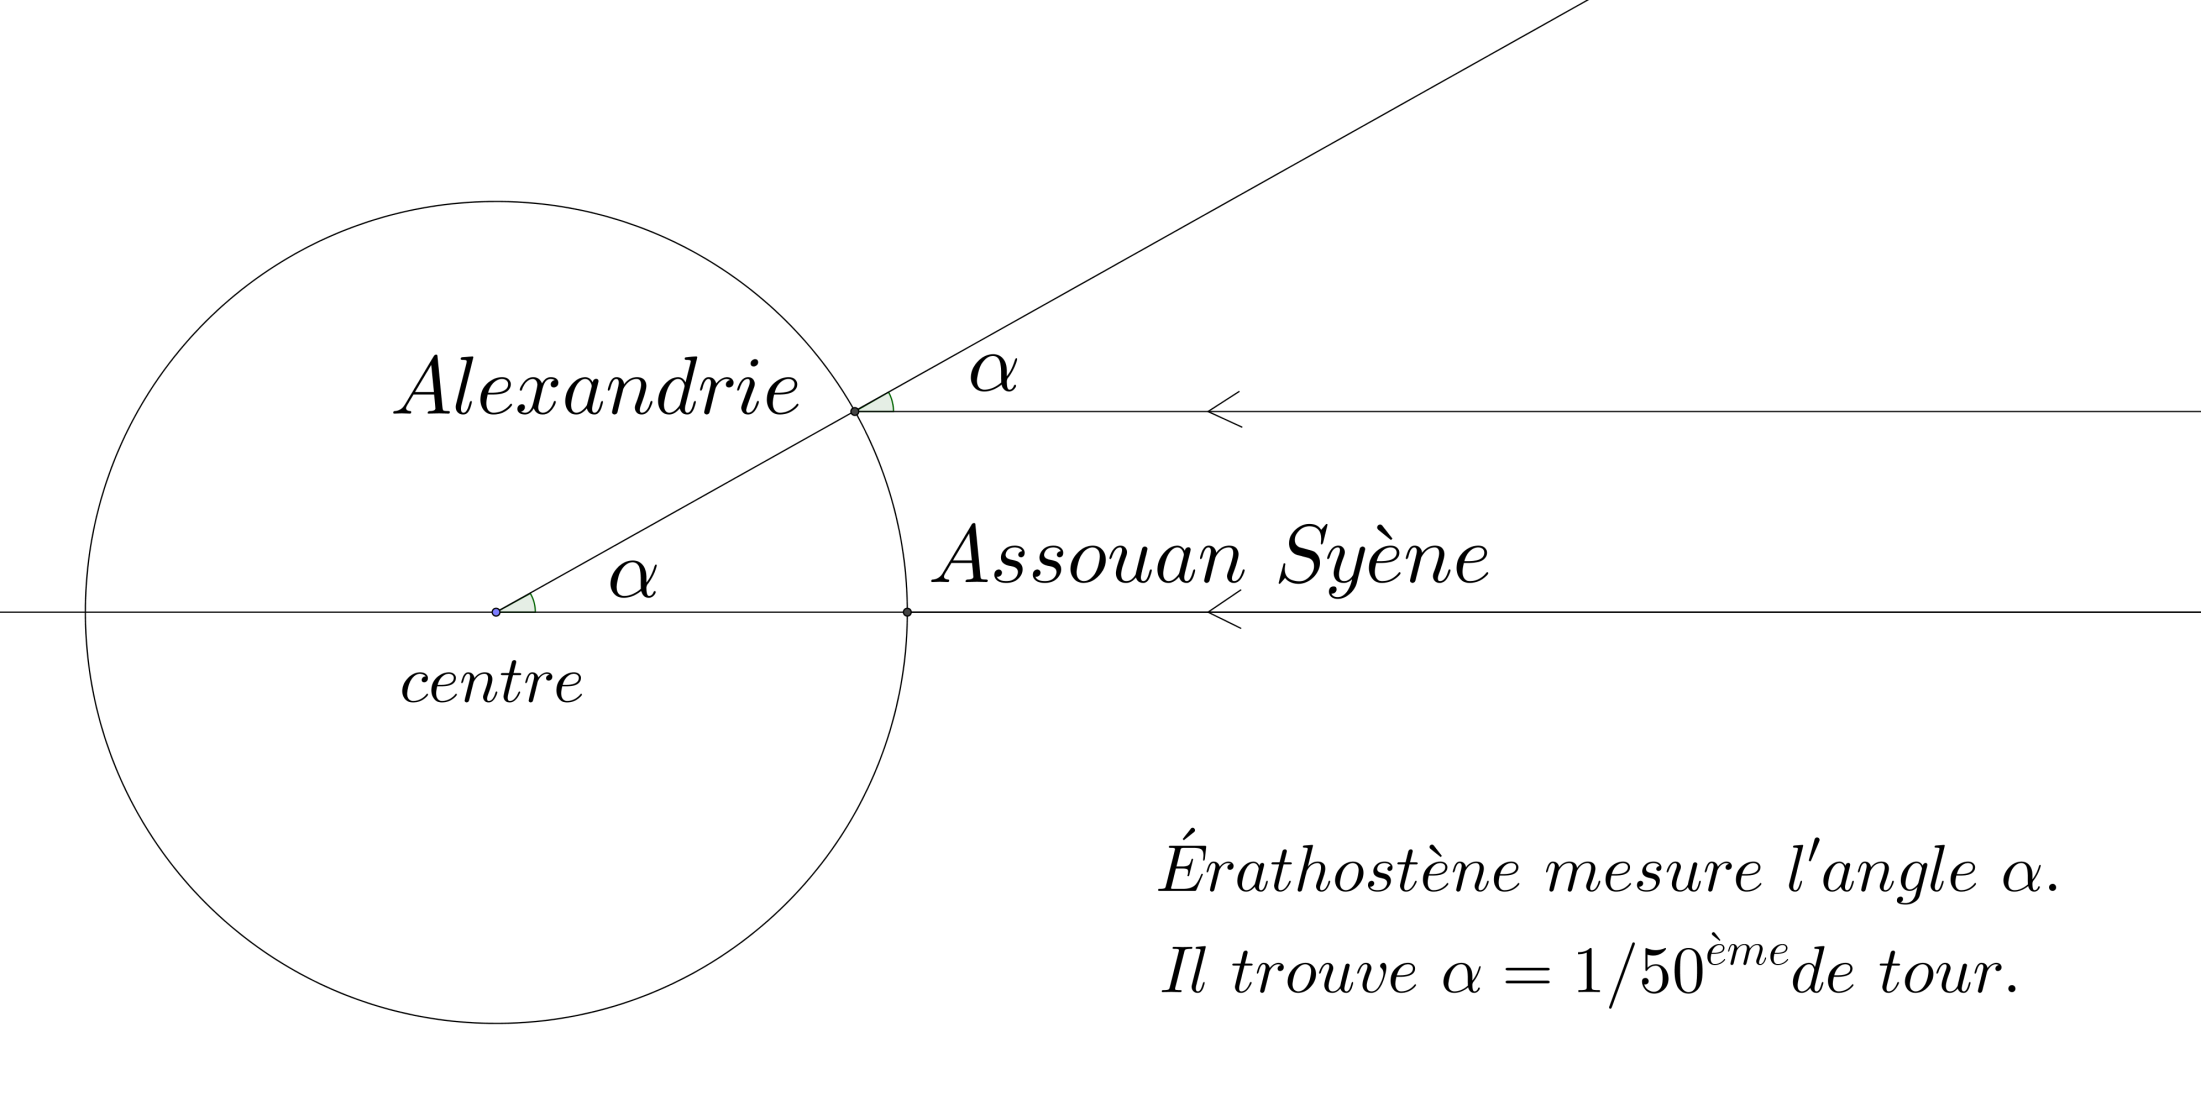 α
Alexandrie
Assouan Syène
α
centre
Érathostène mesure l'angle α.
Il trouve α = 1/50ème de tour.